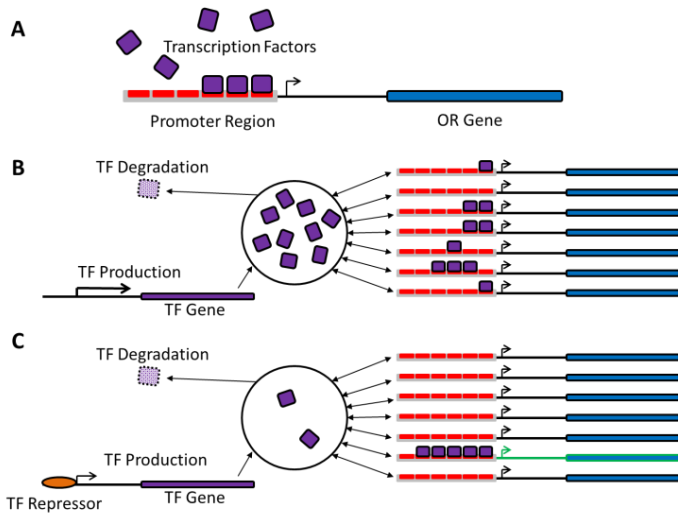 A
Transcription Factors
Promoter Region
OR Gene
B
TF Degradation
TF Production
TF Gene
C
TF Degradation
TF Production
TF Repressor
TF Gene